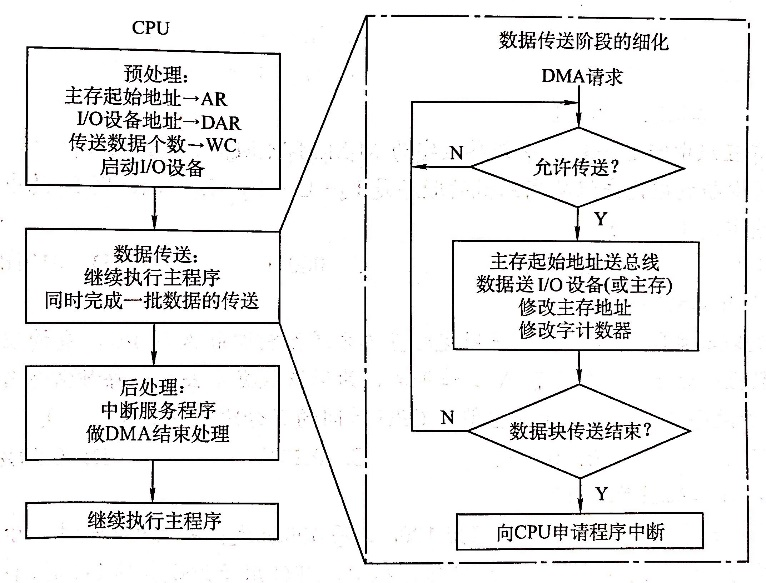 CPU
预处理：
主存起始地址→AR
I/O设备地址→DAR
传送数据个数→WC
启动I/O设备
数据传送：
继续执行主程序
同时完成一批数据的传送
后处理：
中断服务程序
做DMA结束处理
继续执行主程序
数据传送阶段的细化
DMA请求
允许传送?
N
Y
主存起始地址送总线
数据送 I/O 设备(或主存)
修改主存地址
修改字计数器
数据块传送结束?
N
Y
向CPU申请程序中断